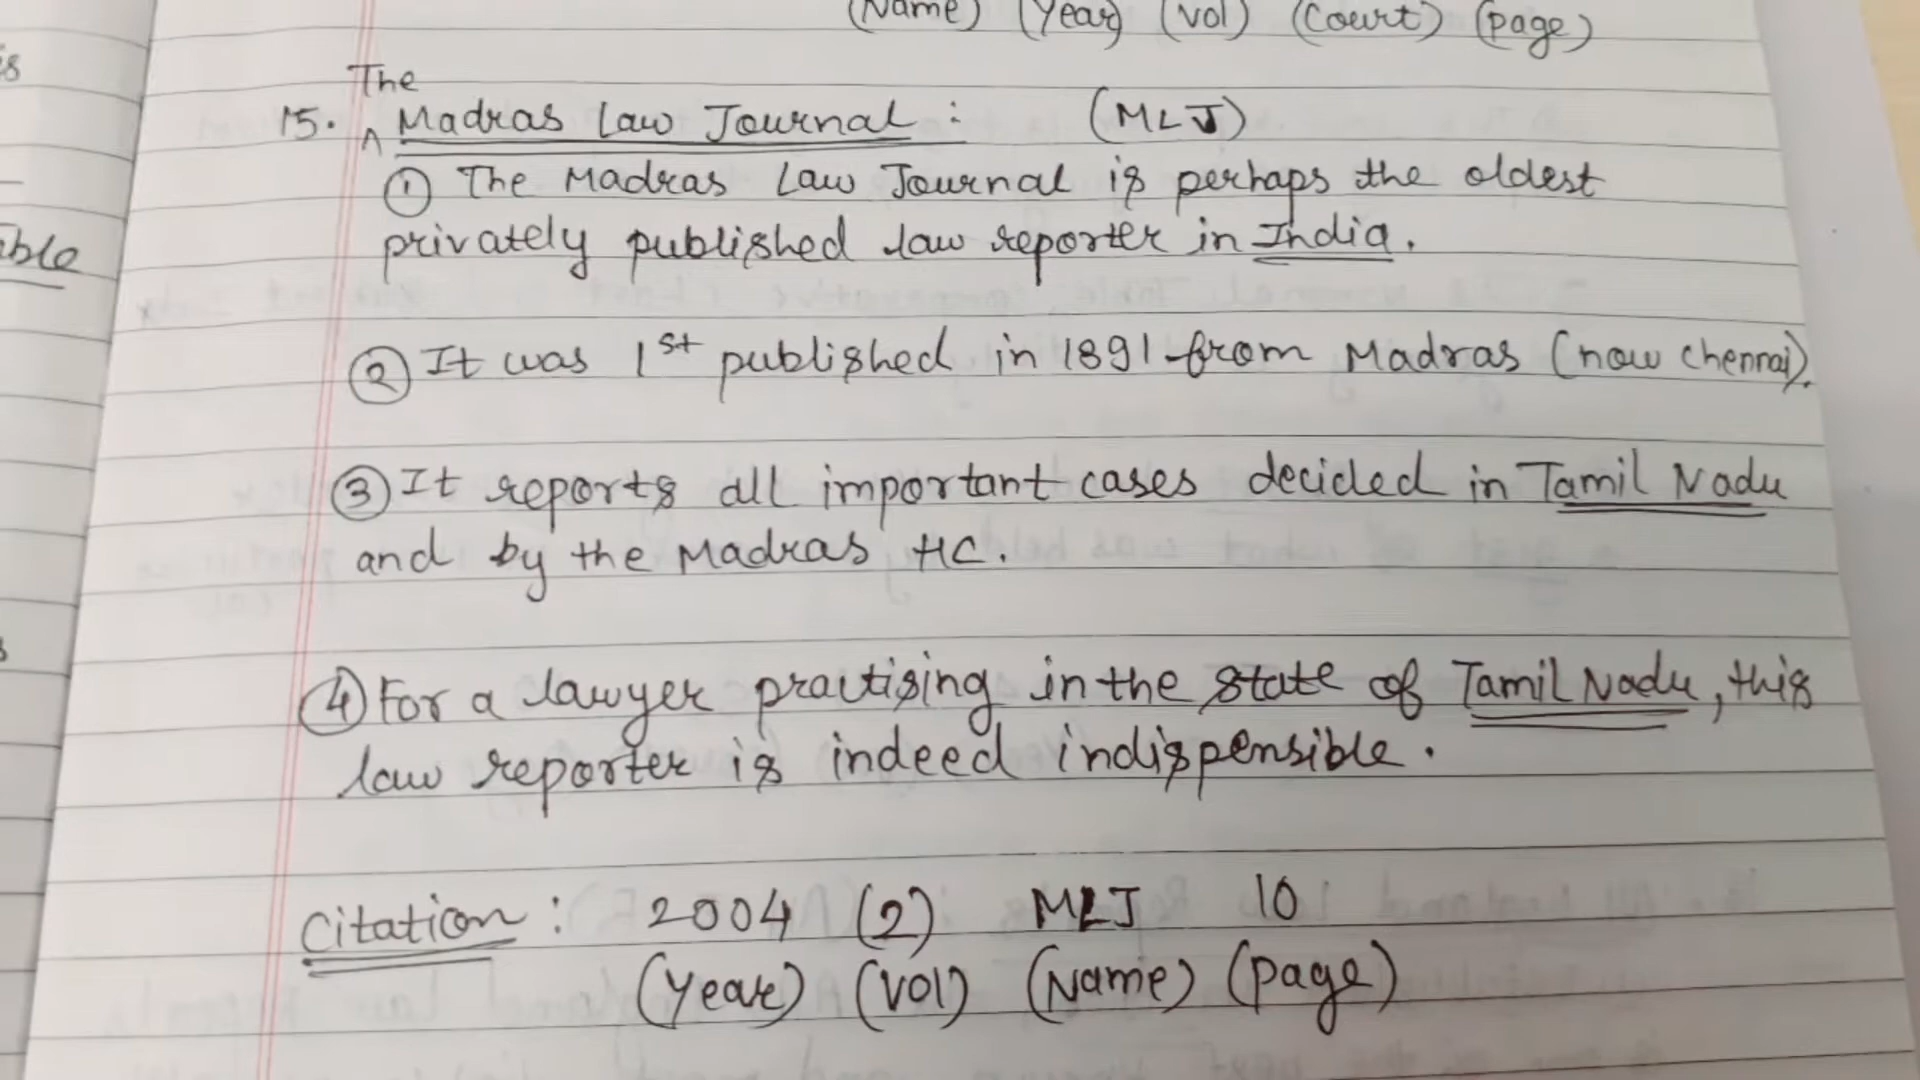 (Name) (Year) (Vol) (Court) (page)
The
15. ^ Madras Law Journal : (MLJ)
① The Madras Law Journal is perhaps the oldest
privately published law reporter in India.
② It was 1st published in 1891 from Madras (now Chennai).
ible
③ It reports all important cases decided in Tamil Nadu
and by the Madras HC.
④ For a lawyer practising in the state of Tamil Nadu, this
law reporter is indeed indispensible.
Citation : 2004 (2) MLJ 10
(Year) (Vol) (Name) (page)